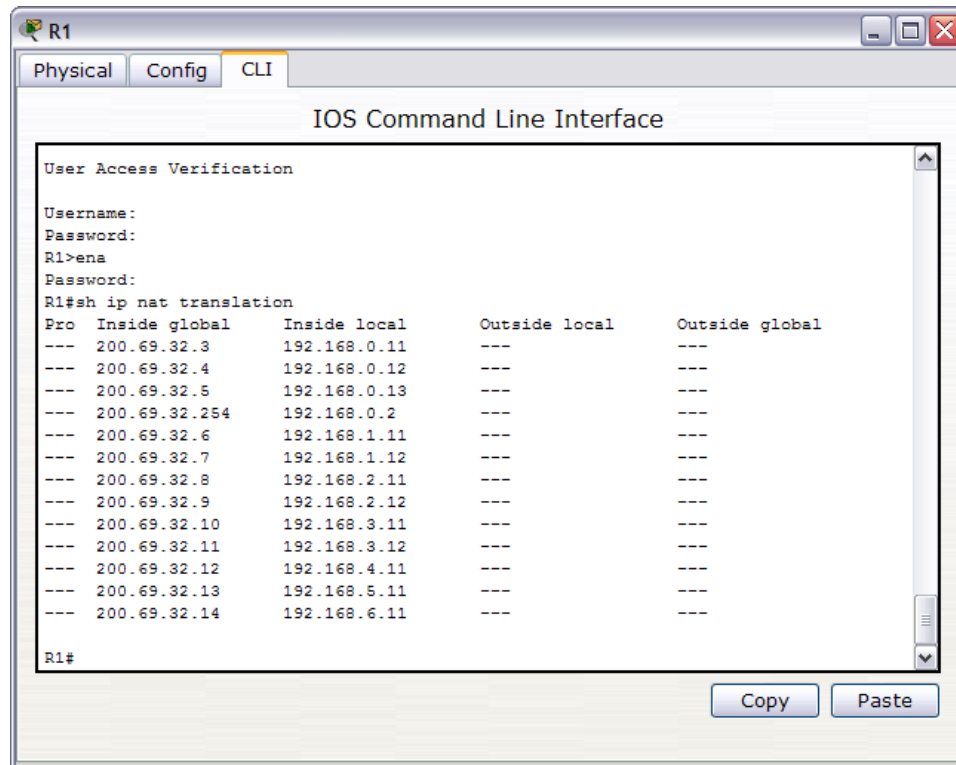 R1
Physical Config CLI
IOS Command Line Interface
User Access Verification
Username:
Password:
R1>ena
Password:
R1#sh ip nat translation
Pro Inside global Inside local Outside local Outside global
--- 200.69.32.3 192.168.0.11 --- ---
--- 200.69.32.4 192.168.0.12 --- ---
--- 200.69.32.5 192.168.0.13 --- ---
--- 200.69.32.254 192.168.0.2 --- ---
--- 200.69.32.6 192.168.1.11 --- ---
--- 200.69.32.7 192.168.1.12 --- ---
--- 200.69.32.8 192.168.2.11 --- ---
--- 200.69.32.9 192.168.2.12 --- ---
--- 200.69.32.10 192.168.3.11 --- ---
--- 200.69.32.11 192.168.3.12 --- ---
--- 200.69.32.12 192.168.4.11 --- ---
--- 200.69.32.13 192.168.5.11 --- ---
--- 200.69.32.14 192.168.6.11 --- ---
R1#
Copy Paste